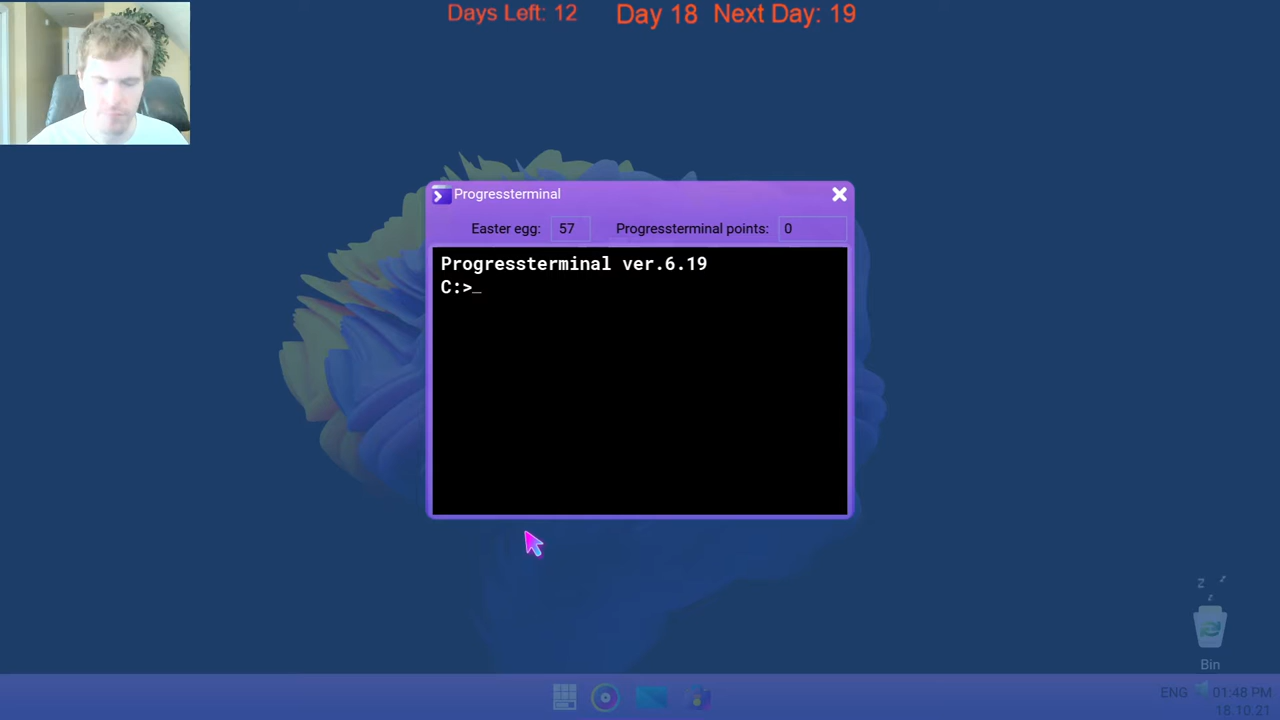 Days Left: 12 Day 18 Next Day: 19
Progressterminal
Easter egg: 57 Progressterminal points: 0
Progressterminal ver.6.19
C:>_
Z
z
Bin
ENG 01:48 PM
18.10.21